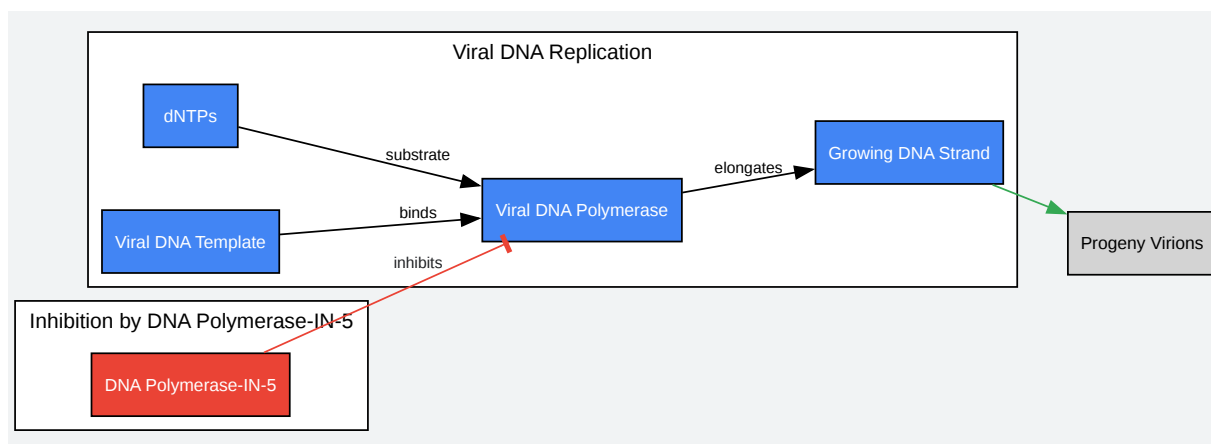 Viral DNA Replication
dNTPs
substrate
Viral DNA Template
binds
Viral DNA Polymerase
elongates
Growing DNA Strand
Progeny Virions
inhibits
Inhibition by DNA Polymerase-IN-5
DNA Polymerase-IN-5